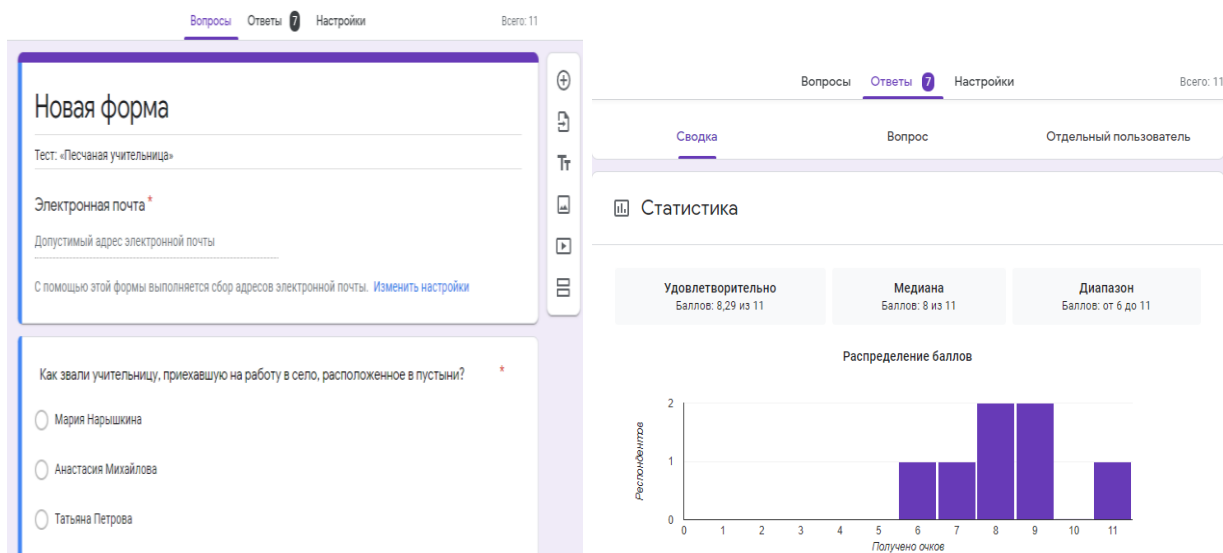 Вопросы Ответы 7 Настройки Всего: 11
Новая форма
Тест: «Песчаная учительница»
Электронная почта *
Допустимый адрес электронной почты
С помощью этой формы выполняется сбор адресов электронной почты. Изменить настройки
Как звали учительницу, приехавшую на работу в село, расположенное в пустыни? *
Мария Нарышкина
Анастасия Михайлова
Татьяна Петрова
Тт
Вопросы Ответы 7 Настройки Всего: 11
Сводка Вопрос Отдельный пользователь
Статистика
Удовлетворительно Медиана Диапазон
Баллов: 8,29 из 11 Баллов: 8 из 11 Баллов: от 6 до 11
Распределение баллов
Респондентов
2
1
0
0 1 2 3 4 5 6 7 8 9 10 11
Получено очков